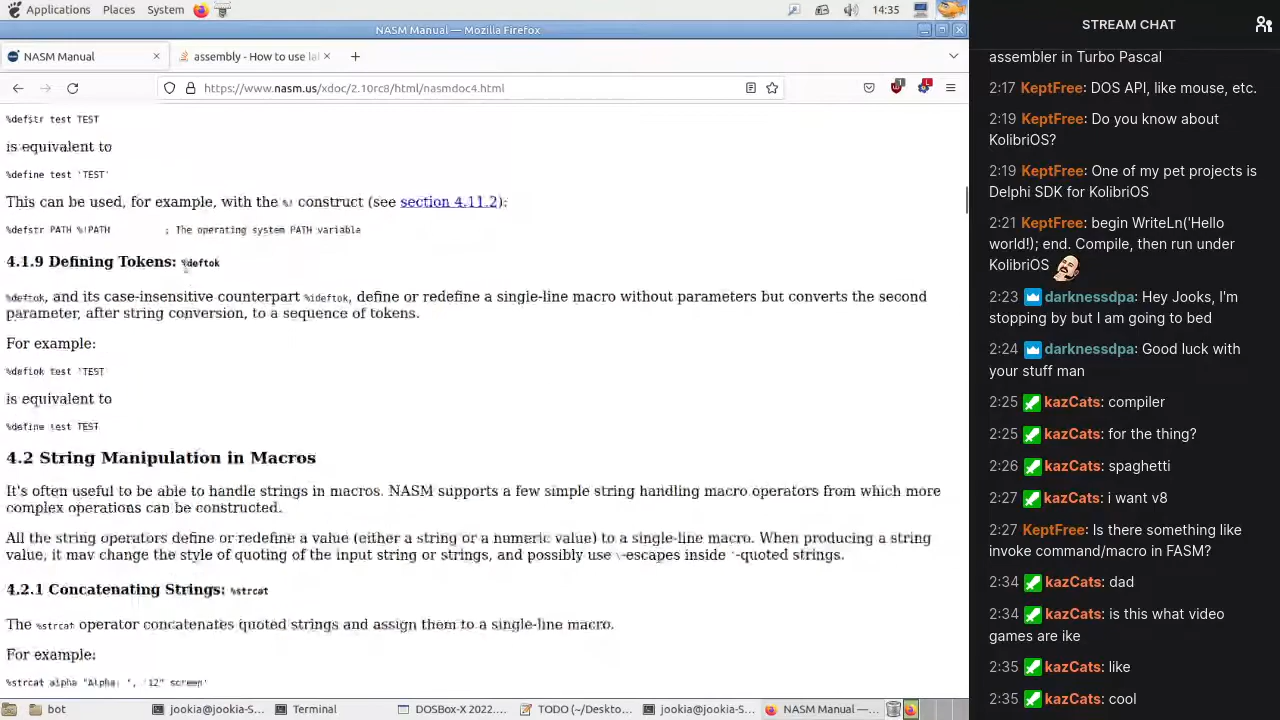 Applications Places System
14:35
NASM Manual — Mozilla Firefox
NASM Manual
assembly - How to use lal
https://www.nasm.us/xdoc/2.10rc8/html/nasmdoc4.html
%defstr test TEST
is equivalent to
%define test 'TEST'
This can be used, for example, with the %! construct (see section 4.11.2):
%defstr PATH %!PATH ; The operating system PATH variable
4.1.9 Defining Tokens: %deftok
%deftok, and its case-insensitive counterpart %ideftok, define or redefine a single-line macro without parameters but converts the second
parameter, after string conversion, to a sequence of tokens.
For example:
%deftok test 'TEST'
is equivalent to
%define test TEST
4.2 String Manipulation in Macros
It's often useful to be able to handle strings in macros. NASM supports a few simple string handling macro operators from which more
complex operations can be constructed.
All the string operators define or redefine a value (either a string or a numeric value) to a single-line macro. When producing a string
value, it may change the style of quoting of the input string or strings, and possibly use \-escapes inside `-quoted strings.
4.2.1 Concatenating Strings: %strcat
The %strcat operator concatenates quoted strings and assign them to a single-line macro.
For example:
%strcat alpha "Alpha: ", '12" screen'
bot
jookia@jookia-S...
Terminal
DOSBox-X 2022....
TODO (~/Deskto...
jookia@jookia-S...
NASM Manual —...
STREAM CHAT
assembler in Turbo Pascal
2:17 KeptFree: DOS API, like mouse, etc.
2:19 KeptFree: Do you know about
KolibriOS?
2:19 KeptFree: One of my pet projects is
Delphi SDK for KolibriOS
2:21 KeptFree: begin WriteLn('Hello
world!); end. Compile, then run under
KolibriOS
2:23 darknessdpa: Hey Jooks, I'm
stopping by but I am going to bed
2:24 darknessdpa: Good luck with
your stuff man
2:25 kazCats: compiler
2:25 kazCats: for the thing?
2:26 kazCats: spaghetti
2:27 kazCats: i want v8
2:27 KeptFree: Is there something like
invoke command/macro in FASM?
2:34 kazCats: dad
2:34 kazCats: is this what video
games are ike
2:35 kazCats: like
2:35 kazCats: cool